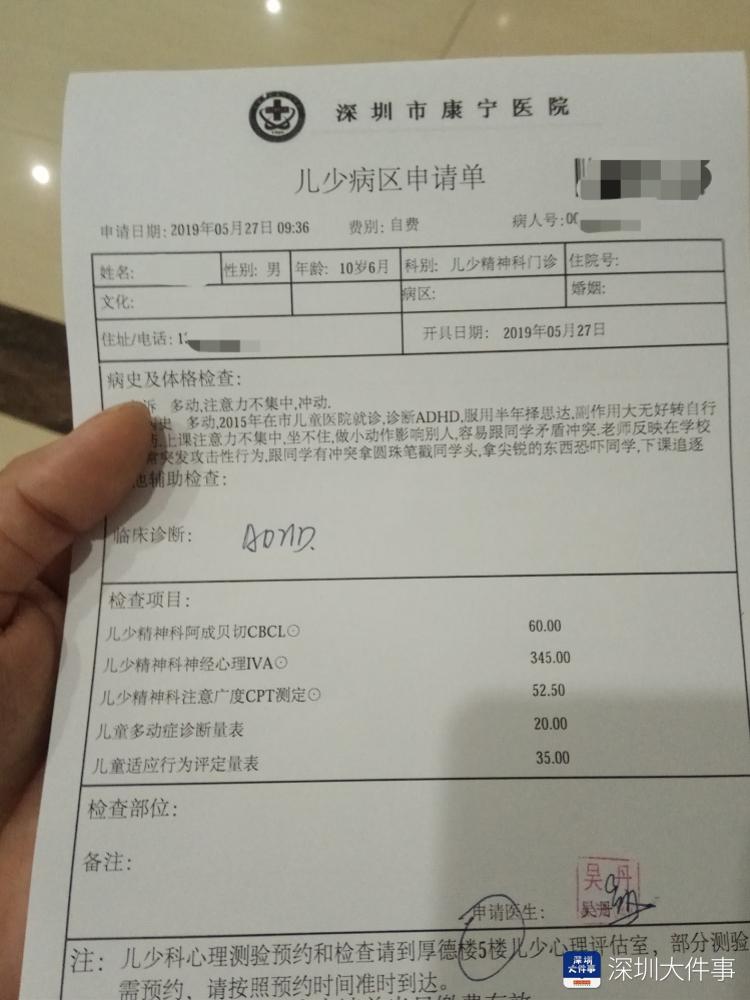 深圳市康宁医院
儿少病区申请单
申请日期: 2019年05月27日 09:36 费别: 自费 病人号:00
姓名: 性别: 男 年龄: 10岁6月 科别: 儿少精神科门诊 住院号:
文化: 病区: 婚姻:
住址/电话: 1 开具日期: 2019年05月27日
病史及体格检查:
诉 多动,注意力不集中,冲动.
病史 多动,2015年在市儿童医院就诊,诊断ADHD,服用半年择思达,副作用大无好转自行
药.上课注意力不集中,坐不住,做小动作影响别人,容易跟同学矛盾冲突.老师反映在学校
突发攻击性行为,跟同学有冲突拿圆珠笔戳同学头,拿尖锐的东西恐吓同学,下课追逐
他辅助检查:
临床诊断: ADHD.
检查项目:
儿少精神科阿成贝切CBCL⊙ 60.00
儿少精神科神经心理IVA⊙ 345.00
儿少精神科注意广度CPT测定⊙ 52.50
儿童多动症诊断量表 20.00
儿童适应行为评定量表 35.00
检查部位:
备注:
吴丹
申请医生: 吴丹
注: 儿少科心理测验预约和检查请到厚德楼5楼儿少心理评估室，部分测验
需预约，请按照预约时间准时到达。
深圳大件事 深圳大件事